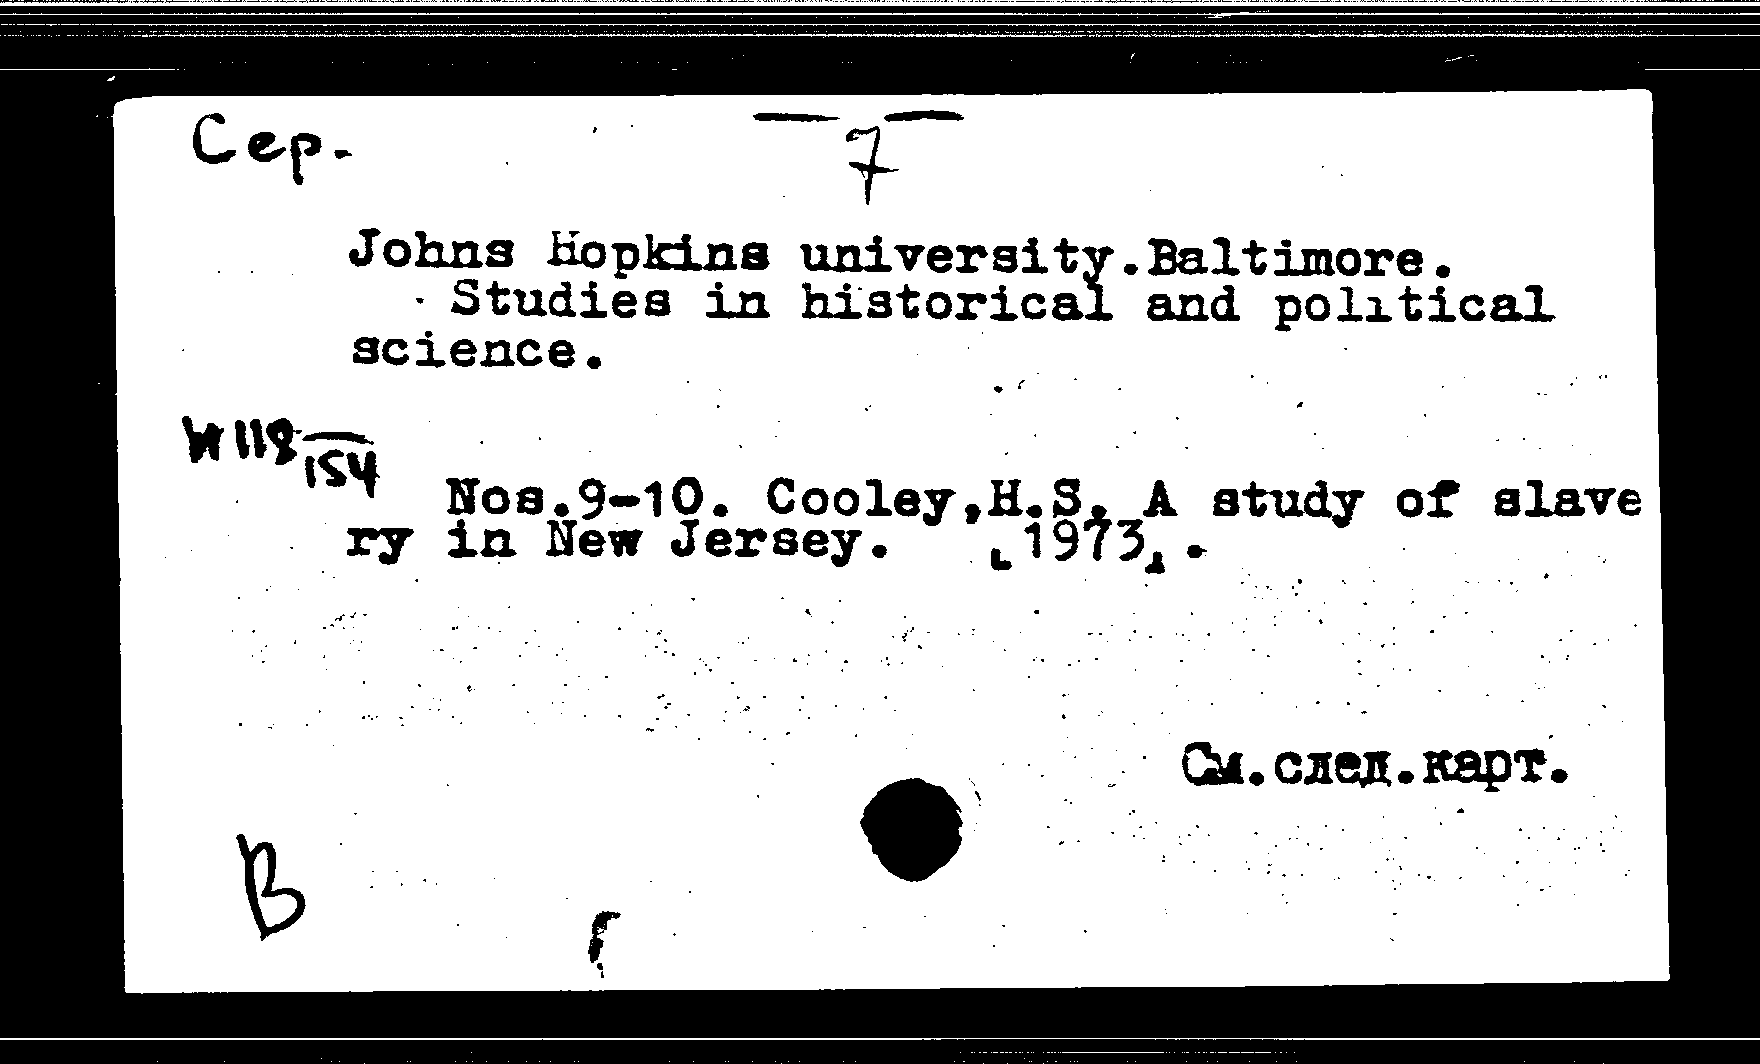 Сер.
— 7 —
Johns Hopkins university.Baltimore.
Studies in historical and political
science.
W118
154
Nos.9-10. Cooley,H.S. A study of slave
ry in New Jersey. [1973].
См.след.карт.
В